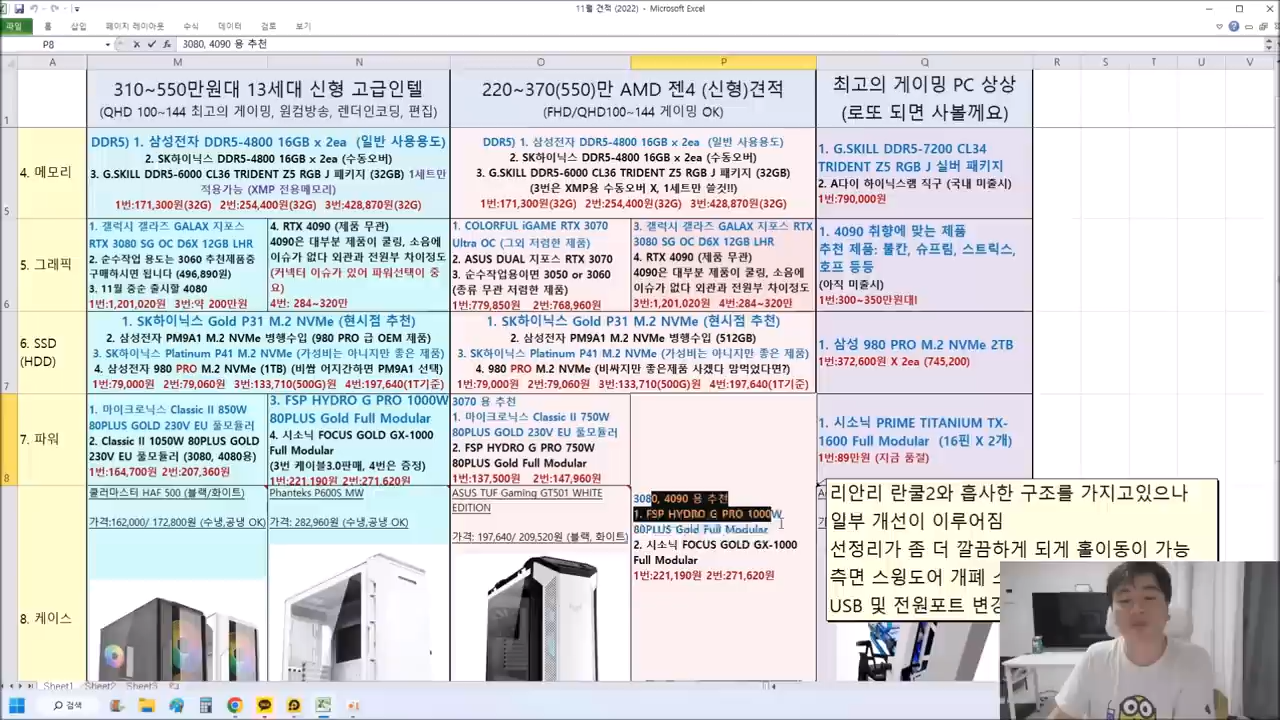 11월 견적 (2022) - Microsoft Excel
파일 홈 삽입 페이지 레이아웃 수식 데이터 검토 보기
P8 fx 3080, 4090 용 추천
A M N O P Q R S T U V
1 310~550만원대 13세대 신형 고급인텔
(QHD 100~144 최고의 게이밍, 원컴방송, 렌더인코딩, 편집)
220~370(550)만 AMD 젠4 (신형)견적
(FHD/QHD100~144 게이밍 OK)
최고의 게이밍 PC 상상
(로또 되면 사볼께요)
5 4. 메모리
DDR5) 1. 삼성전자 DDR5-4800 16GB x 2ea (일반 사용용도)
2. SK하이닉스 DDR5-4800 16GB x 2ea (수동오버)
3. G.SKILL DDR5-6000 CL36 TRIDENT Z5 RGB J 패키지 (32GB) 1세트만
적용가능 (XMP 전용메모리)
1번:171,300원(32G) 2번:254,400원(32G) 3번:428,870원(32G)
DDR5) 1. 삼성전자 DDR5-4800 16GB x 2ea (일반 사용용도)
2. SK하이닉스 DDR5-4800 16GB x 2ea (수동오버)
3. G.SKILL DDR5-6000 CL36 TRIDENT Z5 RGB J 패키지 (32GB)
(3번은 XMP용 수동오버 X, 1세트만 쓸것!!)
1번:171,300원(32G) 2번:254,400원(32G) 3번:428,870원(32G)
1. G.SKILL DDR5-7200 CL34
TRIDENT Z5 RGB J 실버 패키지
2. A다이 하이닉스램 직구 (국내 미출시)
1번:790,000원
6 5. 그래픽
1. 갤럭시 갤라즈 GALAX 지포스
RTX 3080 SG OC D6X 12GB LHR
2. 순수작업 용도는 3060 추천제품중
구매하시면 됩니다 (496,890원)
3. 11월 중순 출시할 4080
1번:1,201,020원 3번:약 200만원
4. RTX 4090 (제품 무관)
4090은 대부분 제품이 쿨링, 소음에
이슈가 없다 외관과 전원부 차이정도
(커넥터 이슈가 있어 파워선택이 중
요)
4번: 284~320만
1. COLORFUL iGAME RTX 3070
Ultra OC (그외 저렴한 제품)
2. ASUS DUAL 지포스 RTX 3070
3. 순수작업용이면 3050 or 3060
(종류 무관 저렴한 제품)
1번:779,850원 2번:768,960원
3. 갤럭시 갤라즈 GALAX 지포스 RTX
3080 SG OC D6X 12GB LHR
4. RTX 4090 (제품 무관)
4090은 대부분 제품이 쿨링, 소음에
이슈가 없다 외관과 전원부 차이정도
3번:1,201,020원 4번:284~320만
1. 4090 취향에 맞는 제품
추천 제품: 불칸, 슈프림, 스트릭스,
호프 등등
(아직 미출시)
1번:300~350만원대!
7 6. SSD
(HDD)
1. SK하이닉스 Gold P31 M.2 NVMe (현시점 추천)
2. 삼성전자 PM9A1 M.2 NVMe 병행수입 (980 PRO 급 OEM 제품)
3. SK하이닉스 Platinum P41 M.2 NVMe (가성비는 아니지만 좋은 제품)
4. 삼성전자 980 PRO M.2 NVMe (1TB) (비쌈 어지간하면 PM9A1 선택)
1번:79,000원 2번:79,060원 3번:133,710(500G)원 4번:197,640(1T기준)
1. SK하이닉스 Gold P31 M.2 NVMe (현시점 추천)
2. 삼성전자 PM9A1 M.2 NVMe 병행수입 (512GB)
3. SK하이닉스 Platinum P41 M.2 NVMe (가성비는 아니지만 좋은 제품)
4. 980 PRO M.2 NVMe (비싸지만 좋은제품 사겠다 맘먹었다면?)
1번:79,000원 2번:79,060원 3번:133,710(500G)원 4번:197,640(1T기준)
1. 삼성 980 PRO M.2 NVMe 2TB
1번:372,600원 X 2ea (745,200)
8 7. 파워
1. 마이크로닉스 Classic II 850W
80PLUS GOLD 230V EU 풀모듈러
2. Classic II 1050W 80PLUS GOLD
230V EU 풀모듈러 (3080, 4080용)
1번:164,700원 2번:207,360원
3. FSP HYDRO G PRO 1000W
80PLUS Gold Full Modular
4. 시소닉 FOCUS GOLD GX-1000
Full Modular
(3번 케이블3.0판매, 4번은 증정)
1번:221,190원 2번:271,620원
3070 용 추천
1. 마이크로닉스 Classic II 750W
80PLUS GOLD 230V EU 풀모듈러
2. FSP HYDRO G PRO 750W
80PLUS Gold Full Modular
1번:137,500원 2번:147,960원
1. 시소닉 PRIME TITANIUM TX-
1600 Full Modular (16핀 X 2개)
1번:89만원 (지금 품절)
8. 케이스
쿨러마스터 HAF 500 (블랙/화이트)
가격:162,000/ 172,800원 (수냉,공냉 OK)
Phanteks P600S MW
가격: 282,960원 (수냉,공냉 OK)
ASUS TUF Gaming GT501 WHITE
EDITION
가격: 197,640/ 209,520원 (블랙, 화이트)
3080, 4090 용 추천
1. FSP HYDRO G PRO 1000W
80PLUS Gold Full Modular
2. 시소닉 FOCUS GOLD GX-1000
Full Modular
1번:221,190원 2번:271,620원
리안리 란쿨2와 흡사한 구조를 가지고있으나
일부 개선이 이루어짐
선정리가 좀 더 깔끔하게 되게 홀이동이 가능
측면 스윙도어 개폐
USB 및 전원포트 변경
Sheet1 Sheet2 Sheet3
검색